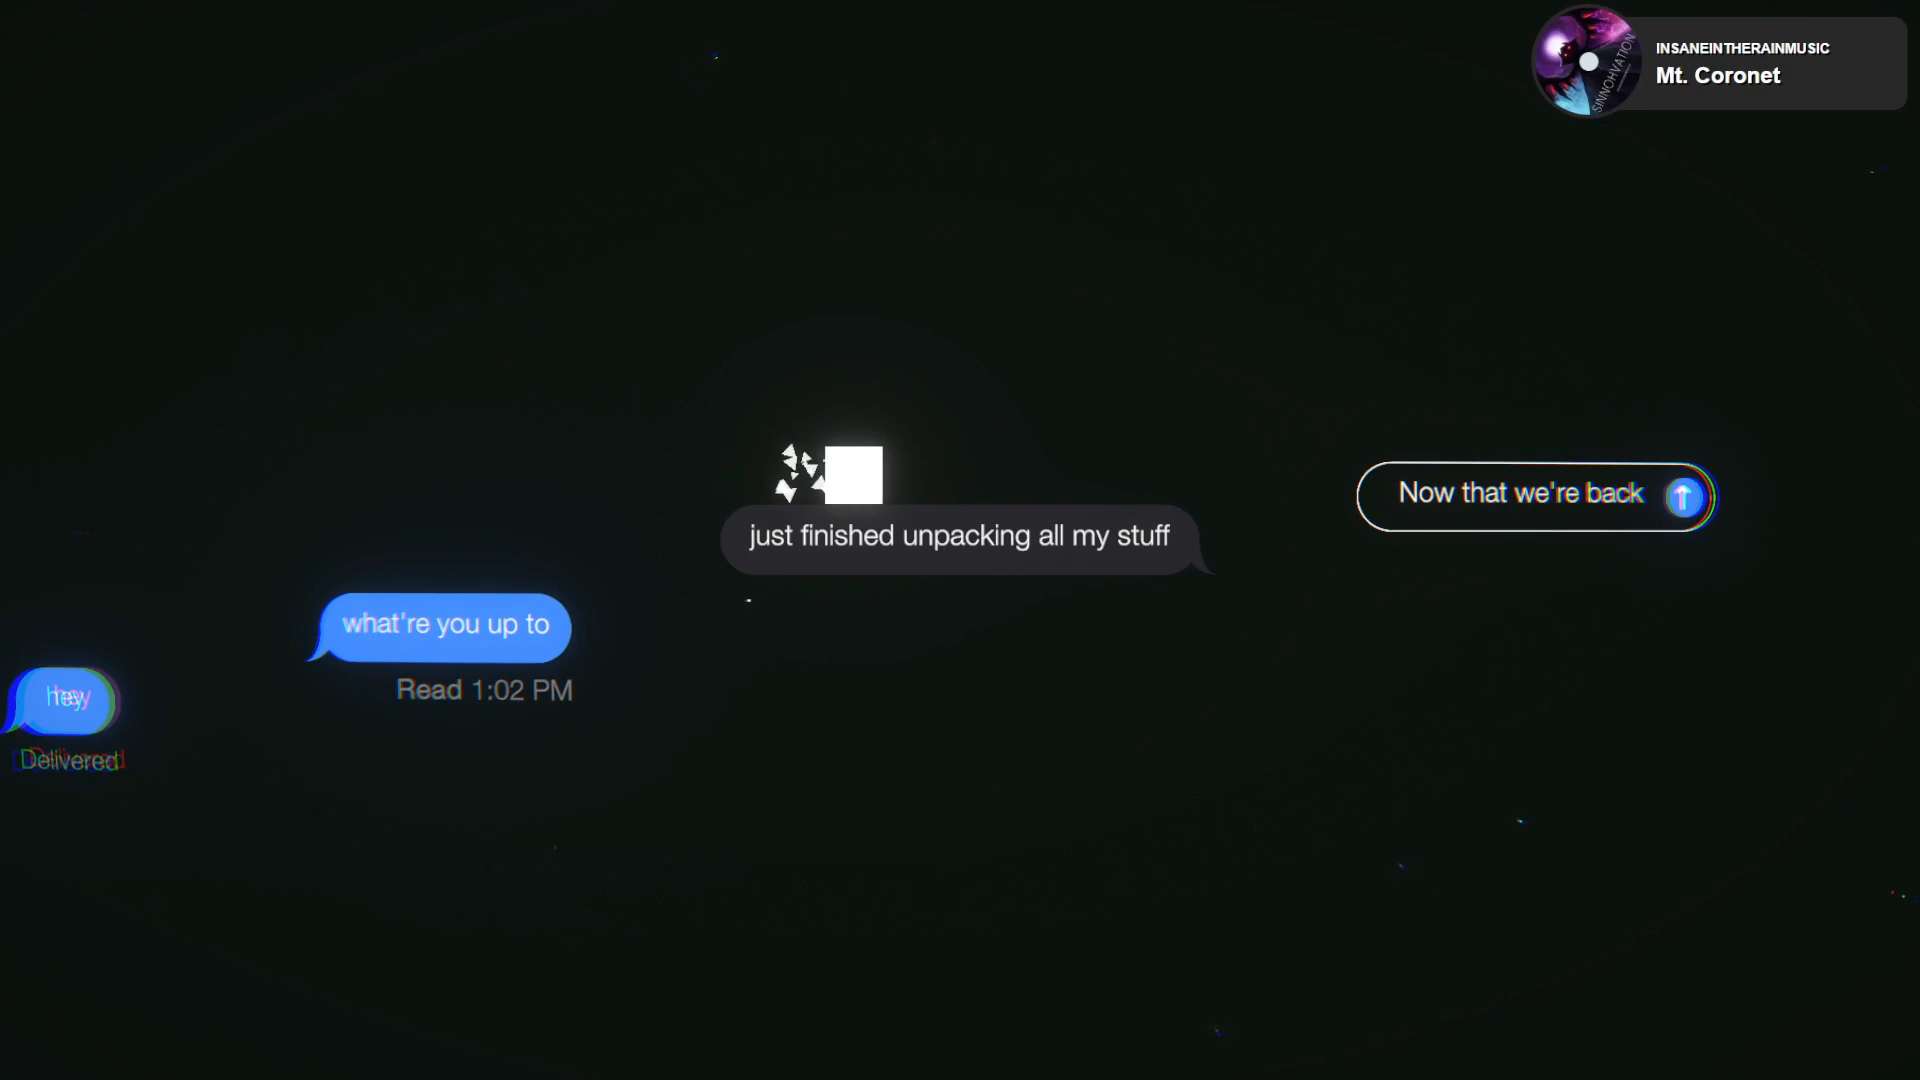 INSANEINTHERAINMUSIC
Mt. Coronet
SINNOHVATION
Now that we're back
just finished unpacking all my stuff
what're you up to
Read 1:02 PM
hey
Delivered